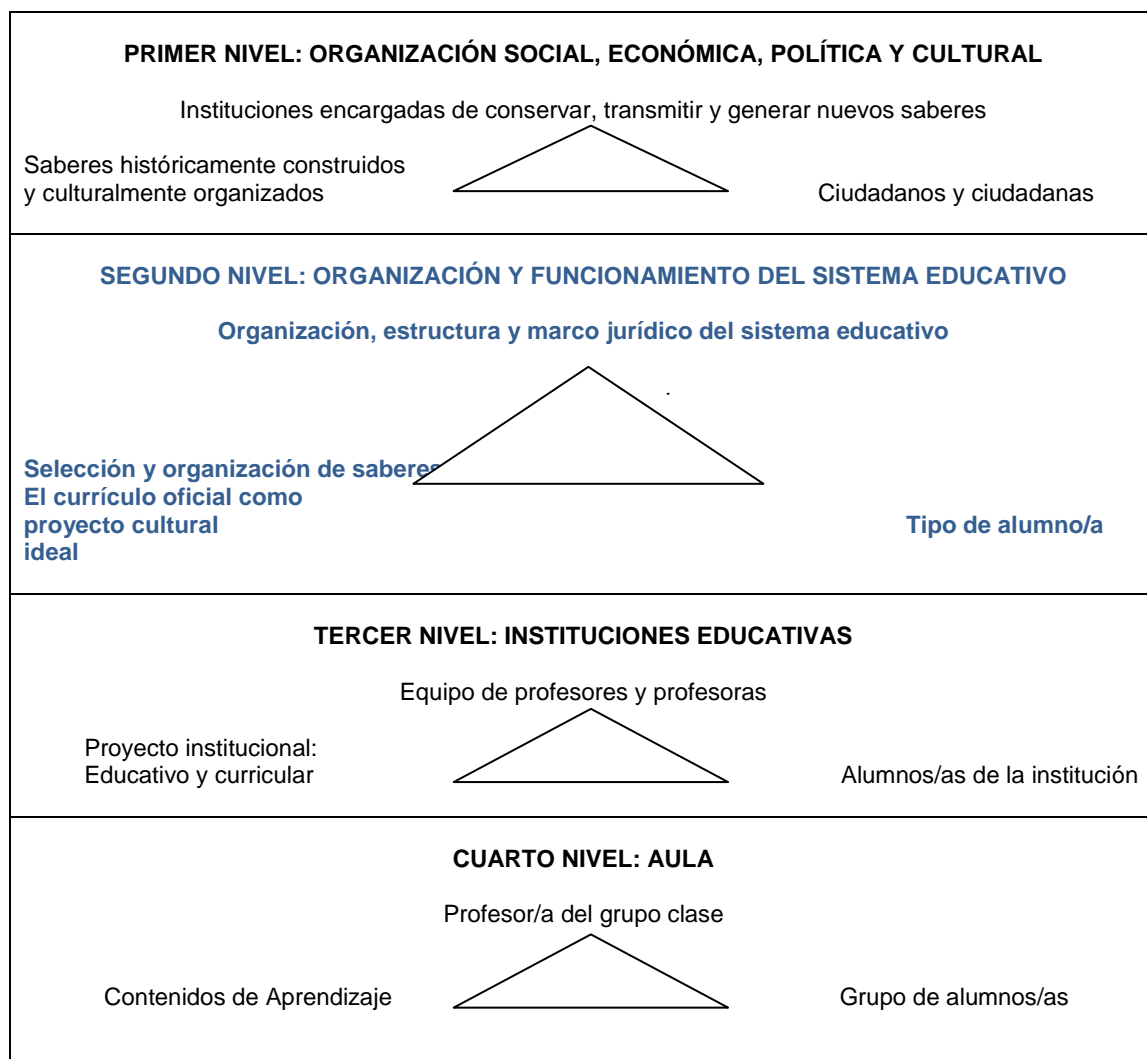 PRIMER NIVEL: ORGANIZACIÓN SOCIAL, ECONÓMICA, POLÍTICA Y CULTURAL
Instituciones encargadas de conservar, transmitir y generar nuevos saberes
Saberes históricamente construidos
y culturalmente organizados
Ciudadanos y ciudadanas
SEGUNDO NIVEL: ORGANIZACIÓN Y FUNCIONAMIENTO DEL SISTEMA EDUCATIVO
Organización, estructura y marco jurídico del sistema educativo
.
Selección y organización de saberes
El currículo oficial como
proyecto cultural
ideal
Tipo de alumno/a
TERCER NIVEL: INSTITUCIONES EDUCATIVAS
Equipo de profesores y profesoras
Proyecto institucional:
Educativo y curricular
Alumnos/as de la institución
CUARTO NIVEL: AULA
Profesor/a del grupo clase
Contenidos de Aprendizaje
Grupo de alumnos/as